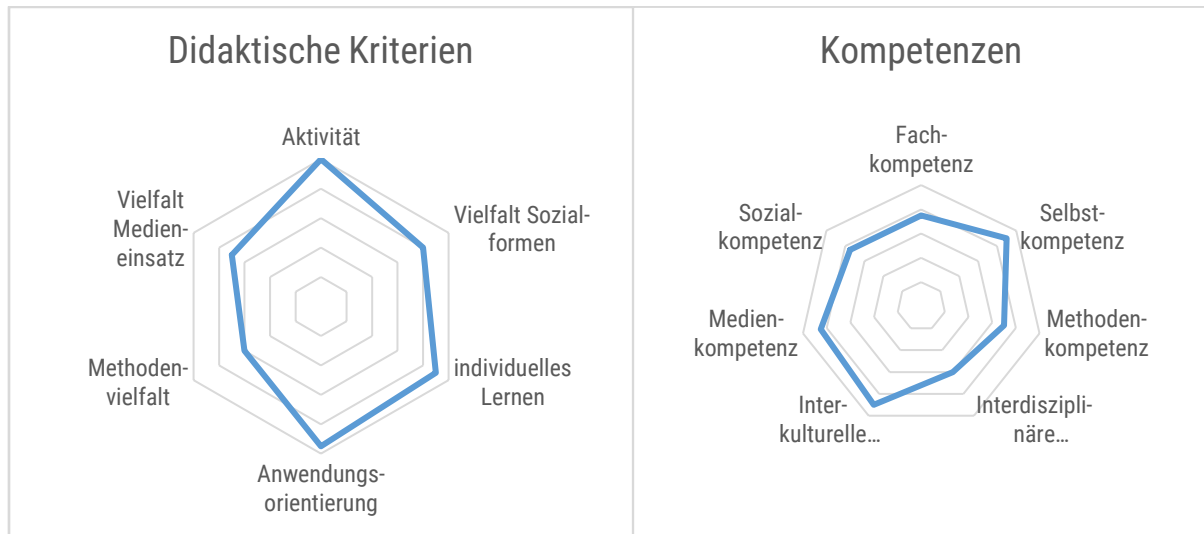 Didaktische Kriterien
Aktivität
Vielfalt Sozial-
formen
individuelles
Lernen
Anwendungs-
orientierung
Methoden-
vielfalt
Vielfalt
Medien-
einsatz
Kompetenzen
Fach-
kompetenz
Selbst-
kompetenz
Methoden-
kompetenz
Interdiszipli-
näre…
Inter-
kulturelle…
Medien-
kompetenz
Sozial-
kompetenz